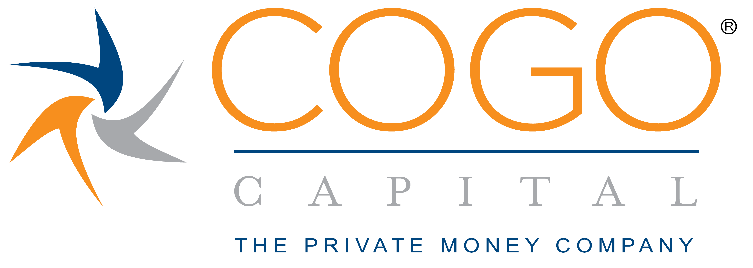 COGO®
CAPITAL
THE PRIVATE MONEY COMPANY